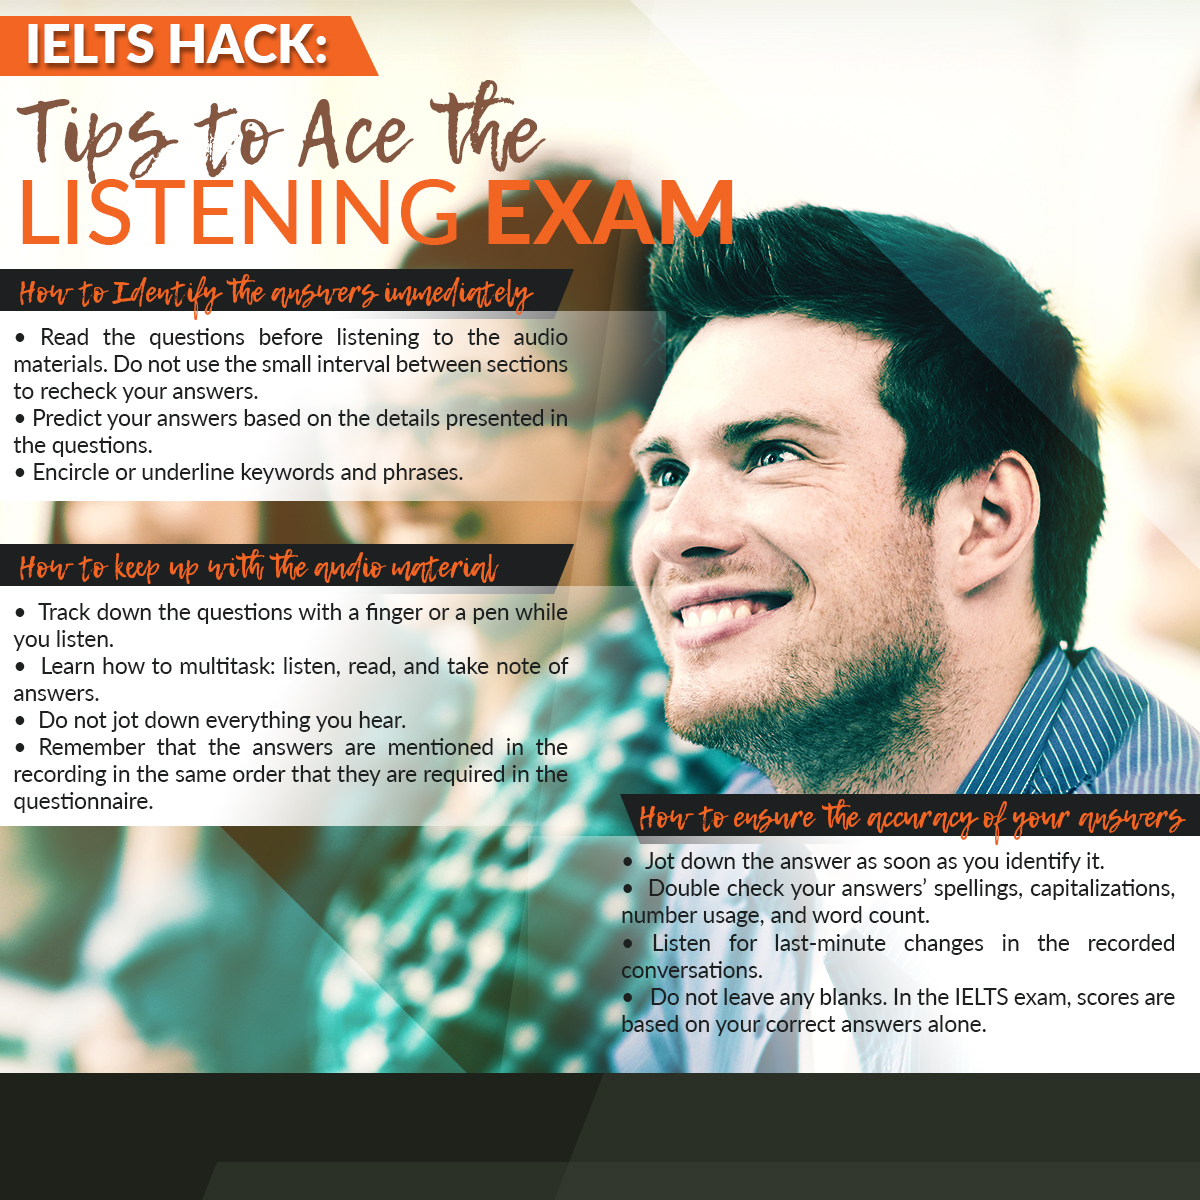 IELTS HACK:
Tips to Ace the
LISTENING EXAM
How to Identify the answers immediately
• Read the questions before listening to the audio
materials. Do not use the small interval between sections
to recheck your answers.
• Predict your answers based on the details presented in
the questions.
• Encircle or underline keywords and phrases.
How to keep up with the audio material
• Track down the questions with a finger or a pen while
you listen.
• Learn how to multitask: listen, read, and take note of
answers.
• Do not jot down everything you hear.
• Remember that the answers are mentioned in the
recording in the same order that they are required in the
questionnaire.
How to ensure the accuracy of your answers
• Jot down the answer as soon as you identify it.
• Double check your answers’ spellings, capitalizations,
number usage, and word count.
• Listen for last-minute changes in the recorded
conversations.
• Do not leave any blanks. In the IELTS exam, scores are
based on your correct answers alone.